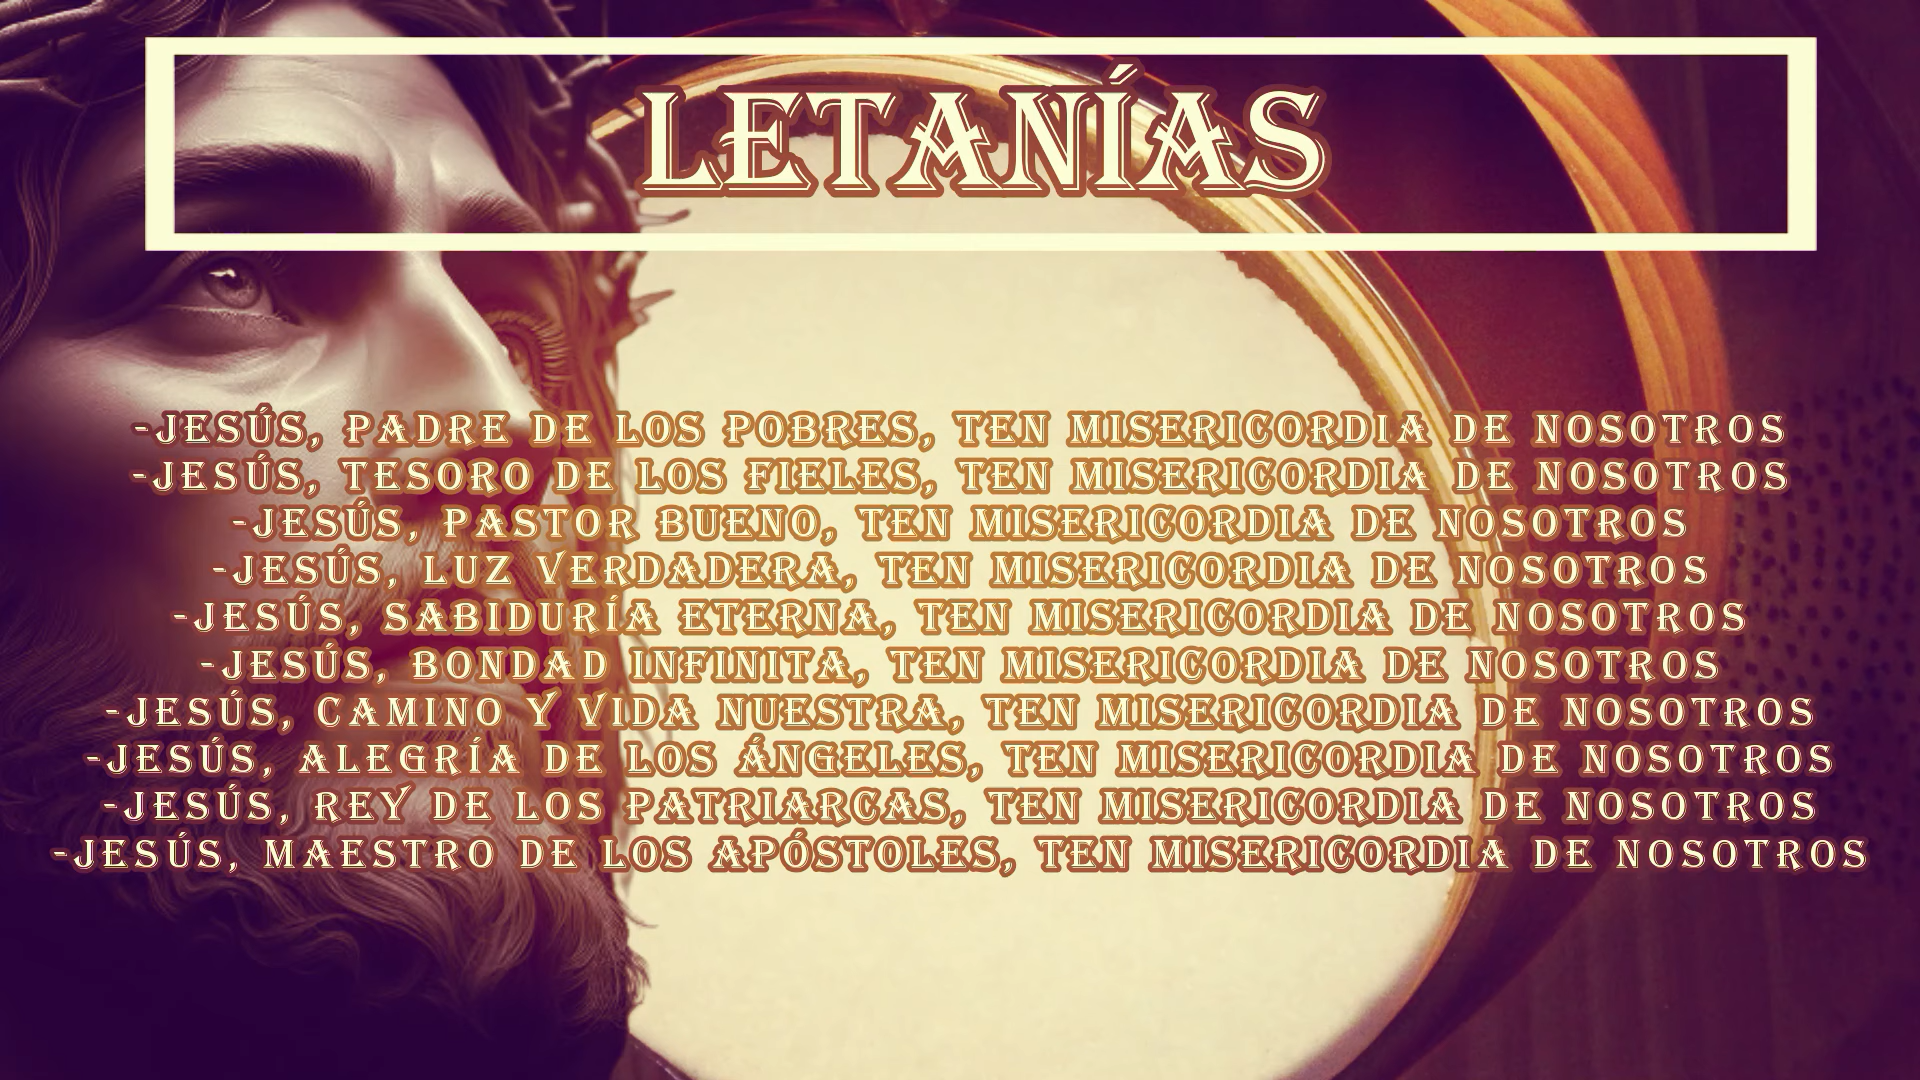 LETANÍAS
-JESÚS, PADRE DE LOS POBRES, TEN MISERICORDIA DE NOSOTROS
-JESÚS, TESORO DE LOS FIELES, TEN MISERICORDIA DE NOSOTROS
-JESÚS, PASTOR BUENO, TEN MISERICORDIA DE NOSOTROS
-JESÚS, LUZ VERDADERA, TEN MISERICORDIA DE NOSOTROS
-JESÚS, SABIDURÍA ETERNA, TEN MISERICORDIA DE NOSOTROS
-JESÚS, BONDAD INFINITA, TEN MISERICORDIA DE NOSOTROS
-JESÚS, CAMINO Y VIDA NUESTRA, TEN MISERICORDIA DE NOSOTROS
-JESÚS, ALEGRÍA DE LOS ÁNGELES, TEN MISERICORDIA DE NOSOTROS
-JESÚS, REY DE LOS PATRIARCAS, TEN MISERICORDIA DE NOSOTROS
-JESÚS, MAESTRO DE LOS APÓSTOLES, TEN MISERICORDIA DE NOSOTROS